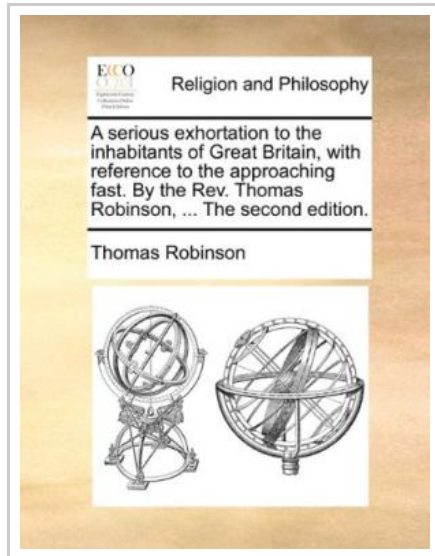 ECCO
Religion and Philosophy
A serious exhortation to the
inhabitants of Great Britain, with
reference to the approaching
fast. By the Rev. Thomas
Robinson, ... The second edition.
Thomas Robinson